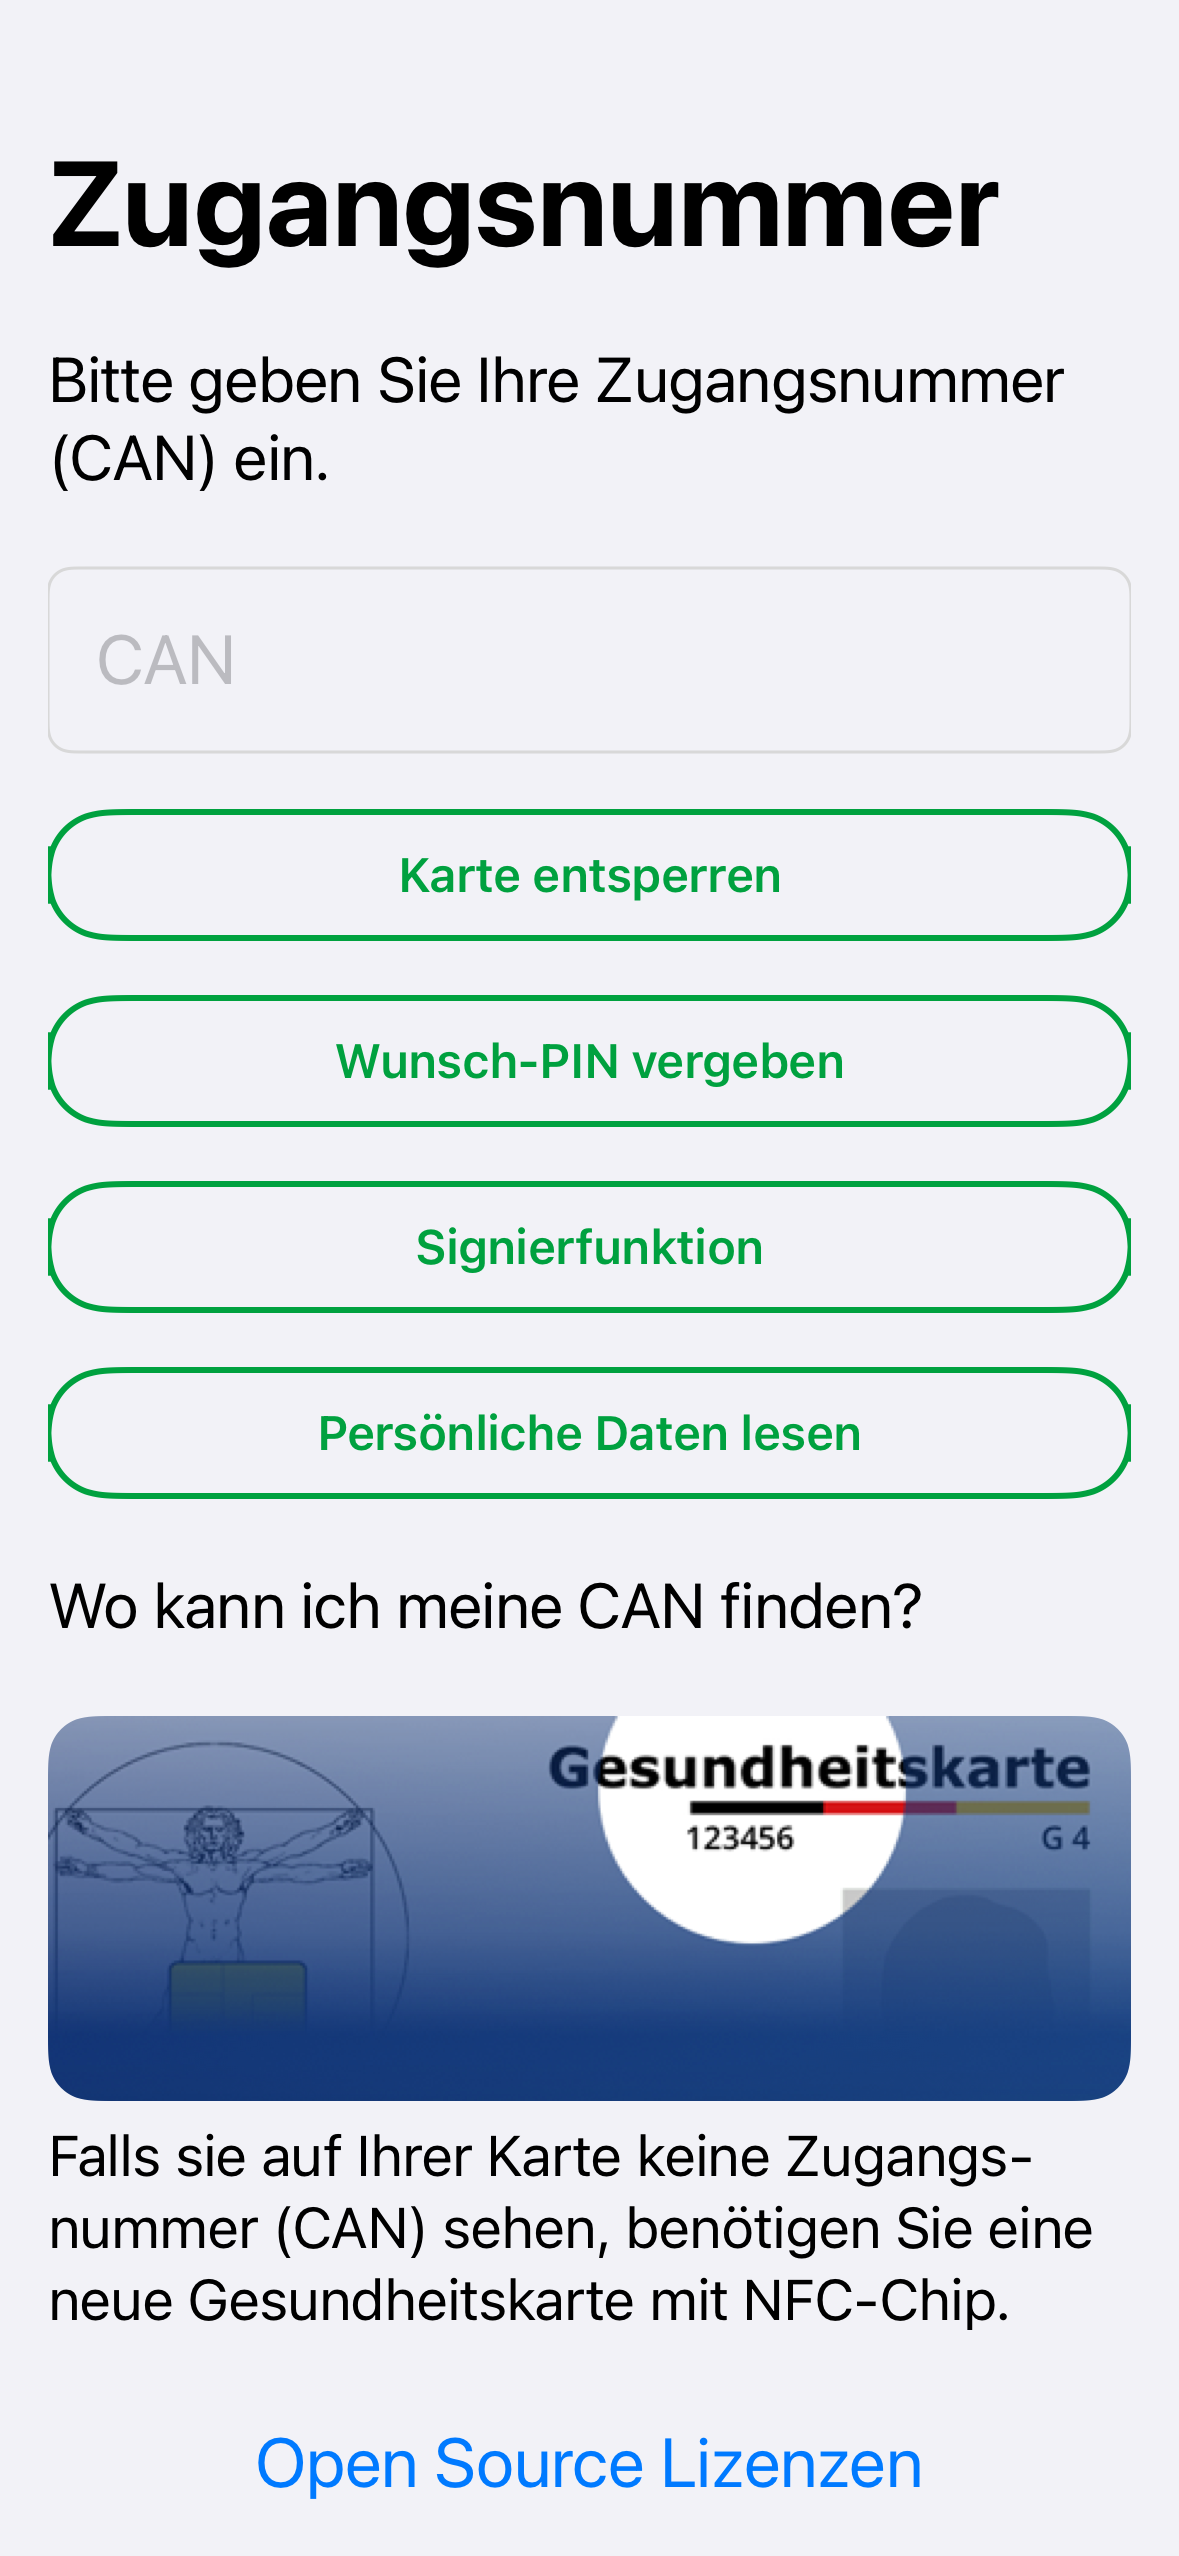 Zugangsnummer
Bitte geben Sie Ihre Zugangsnummer
(CAN) ein.
CAN
Karte entsperren
Wunsch-PIN vergeben
Signierfunktion
Persönliche Daten lesen
Wo kann ich meine CAN finden?
Gesundheitskarte
123456 G 4
Falls sie auf Ihrer Karte keine Zugangs-
nummer (CAN) sehen, benötigen Sie eine
neue Gesundheitskarte mit NFC-Chip.
Open Source Lizenzen